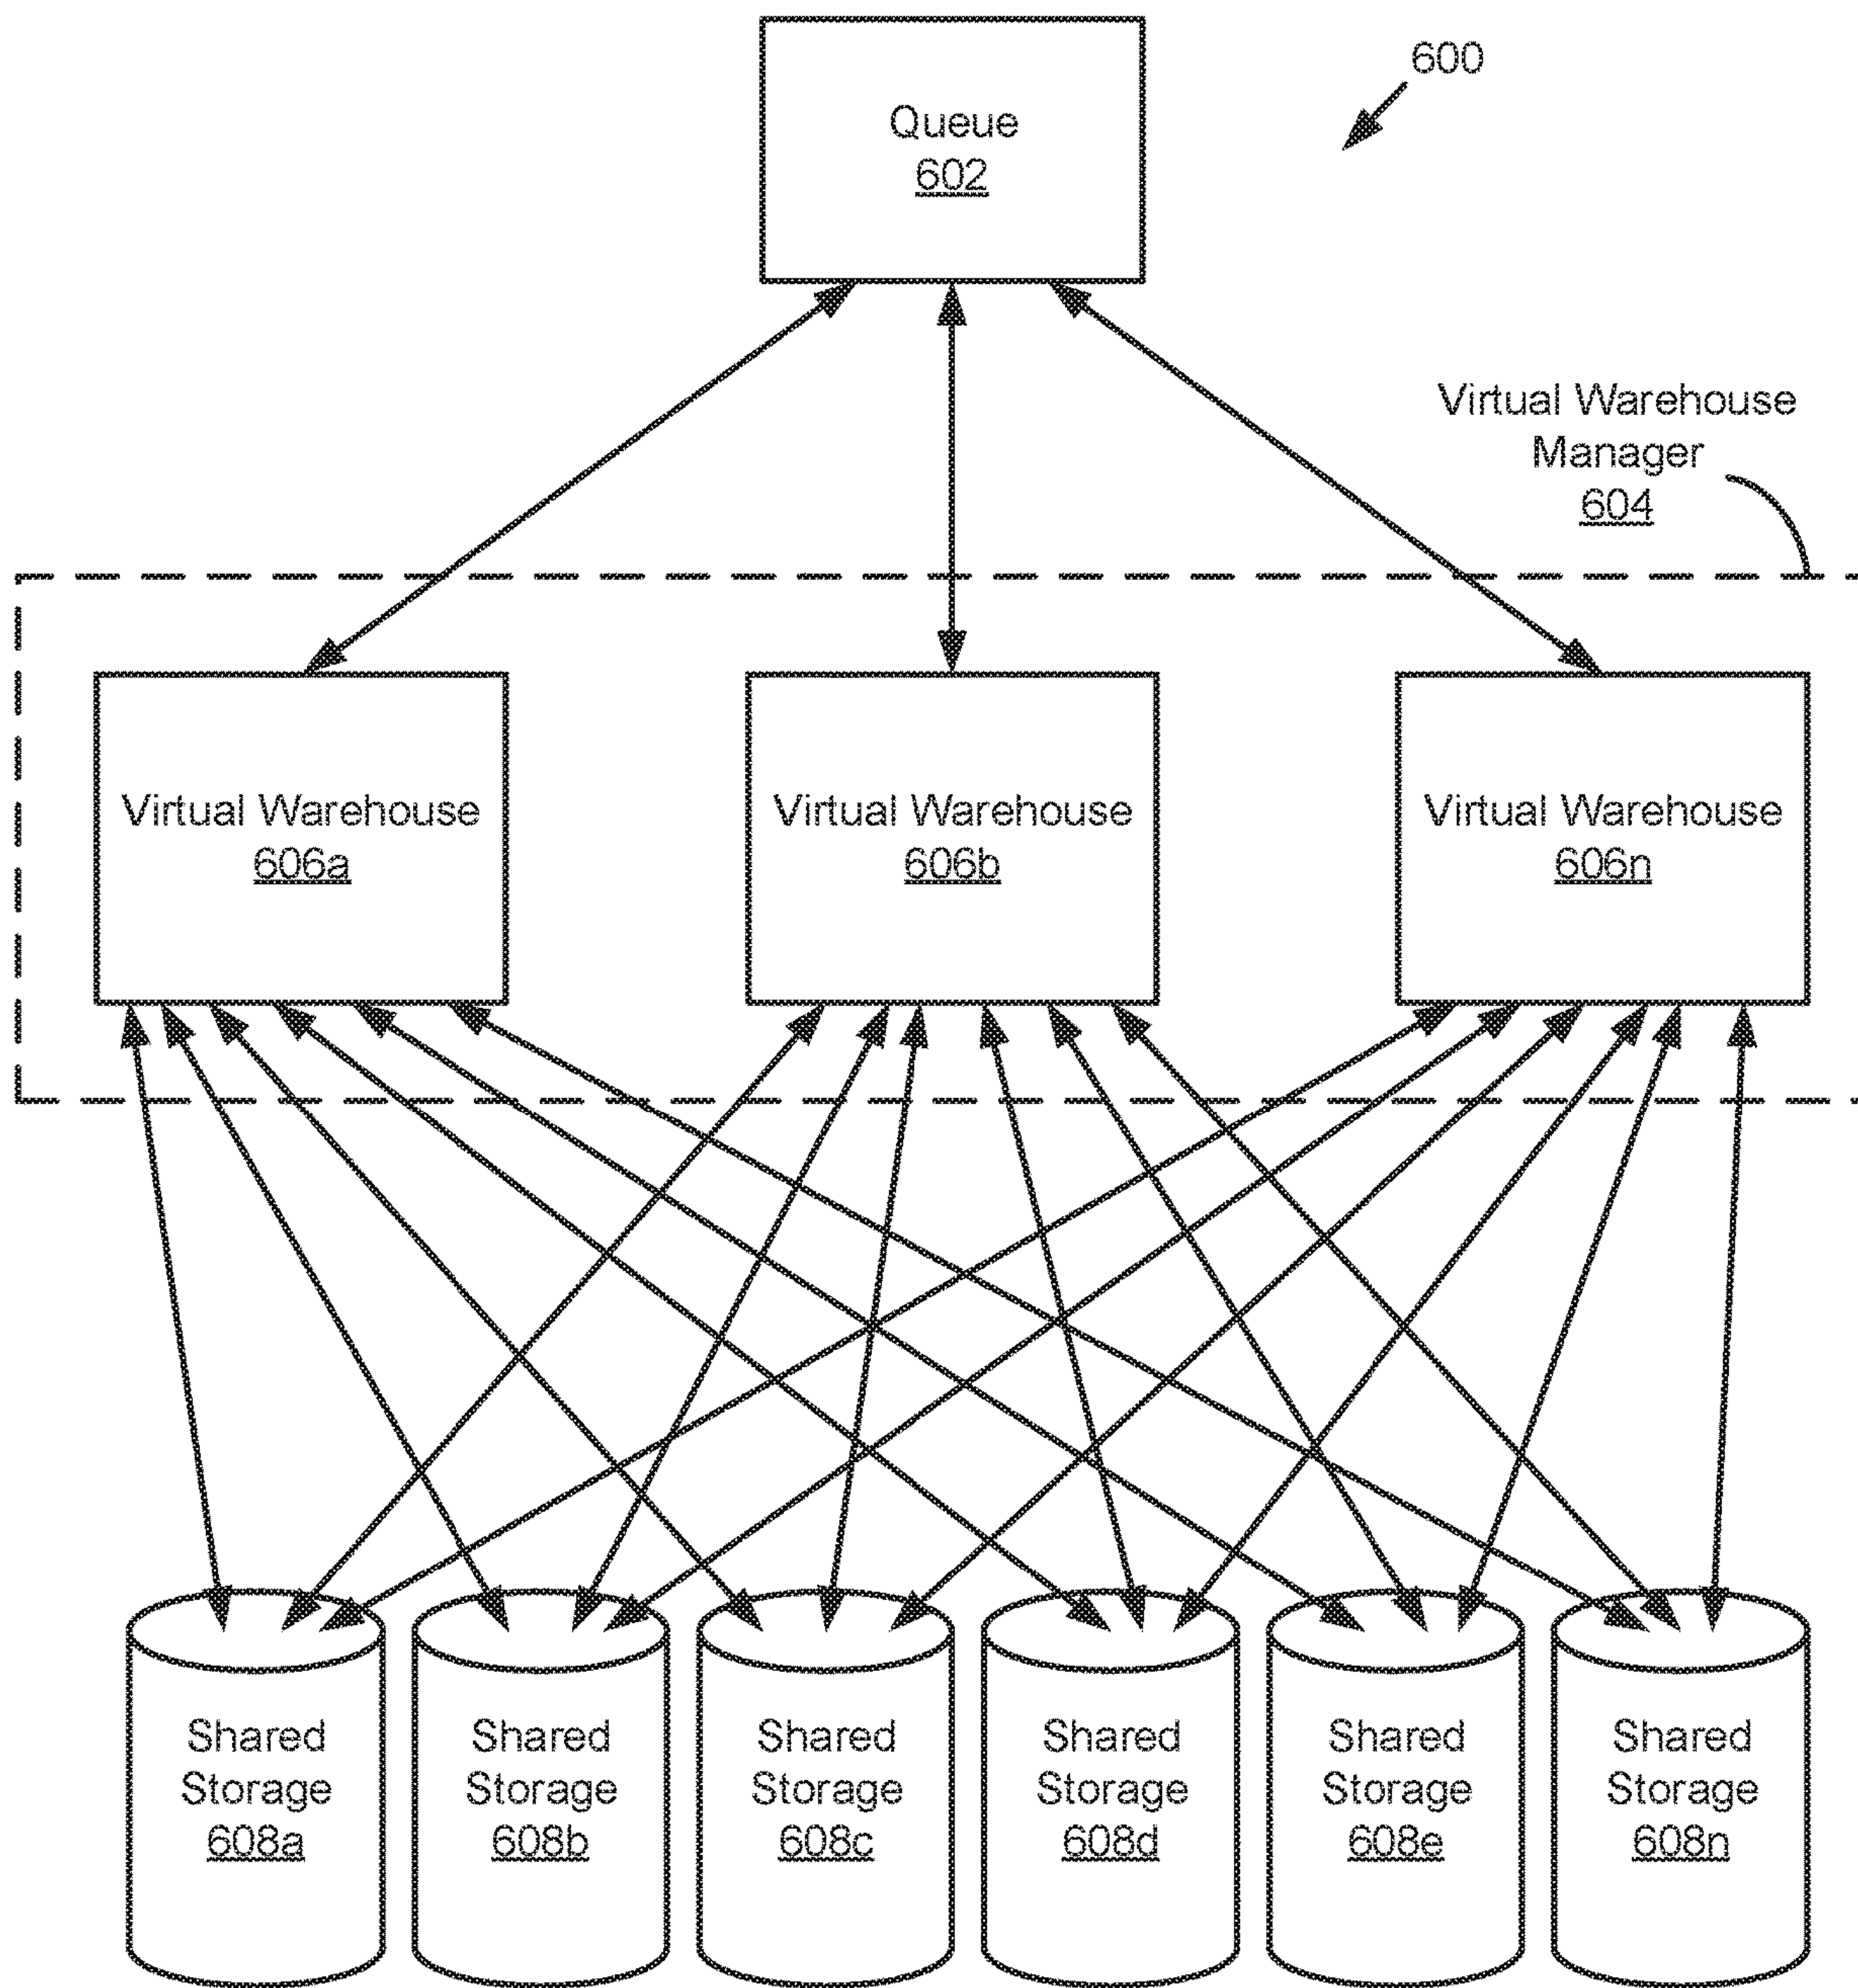 600
Queue
602
Virtual Warehouse
Manager
604
Virtual Warehouse
606a
Virtual Warehouse
606b
Virtual Warehouse
606n
Shared
Storage
608a
Shared
Storage
608b
Shared
Storage
608c
Shared
Storage
608d
Shared
Storage
608e
Shared
Storage
608n